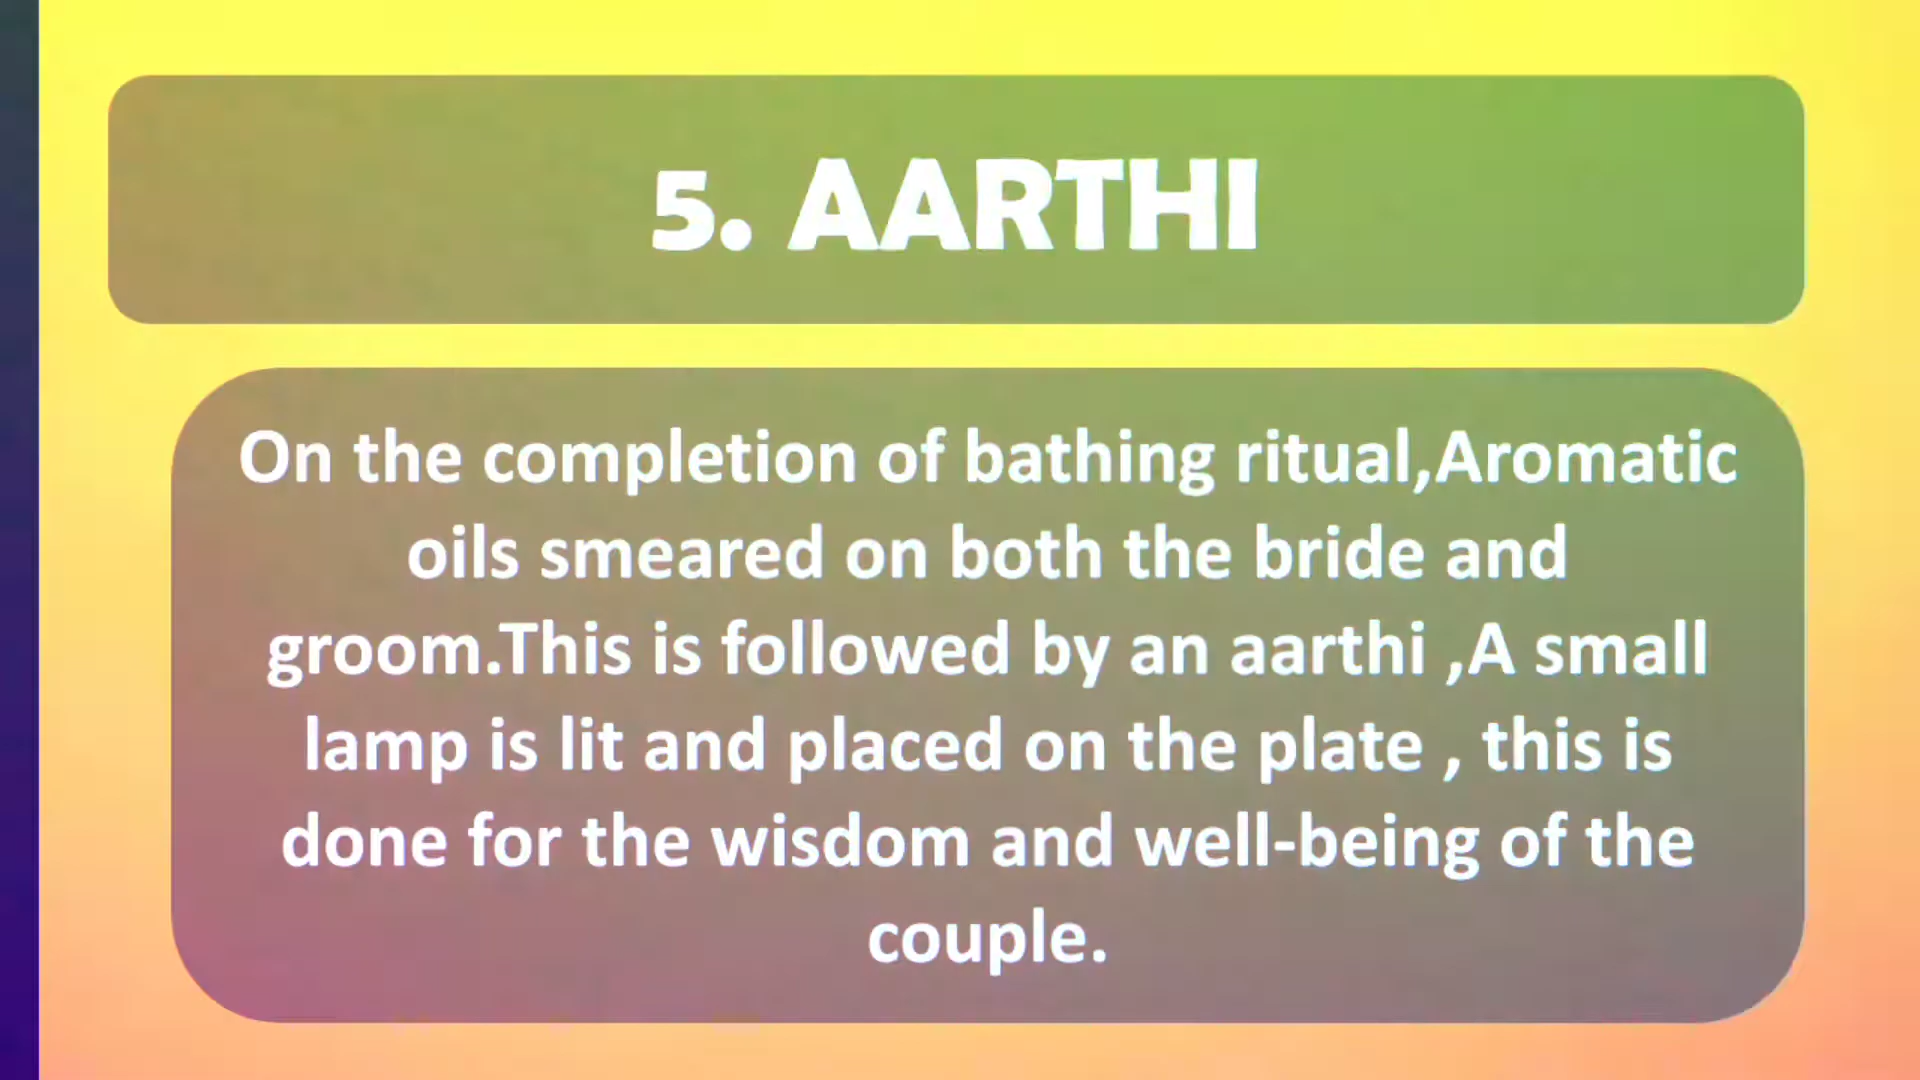 5. AARTHI
On the completion of bathing ritual,Aromatic
oils smeared on both the bride and
groom.This is followed by an aarthi ,A small
lamp is lit and placed on the plate , this is
done for the wisdom and well-being of the
couple.